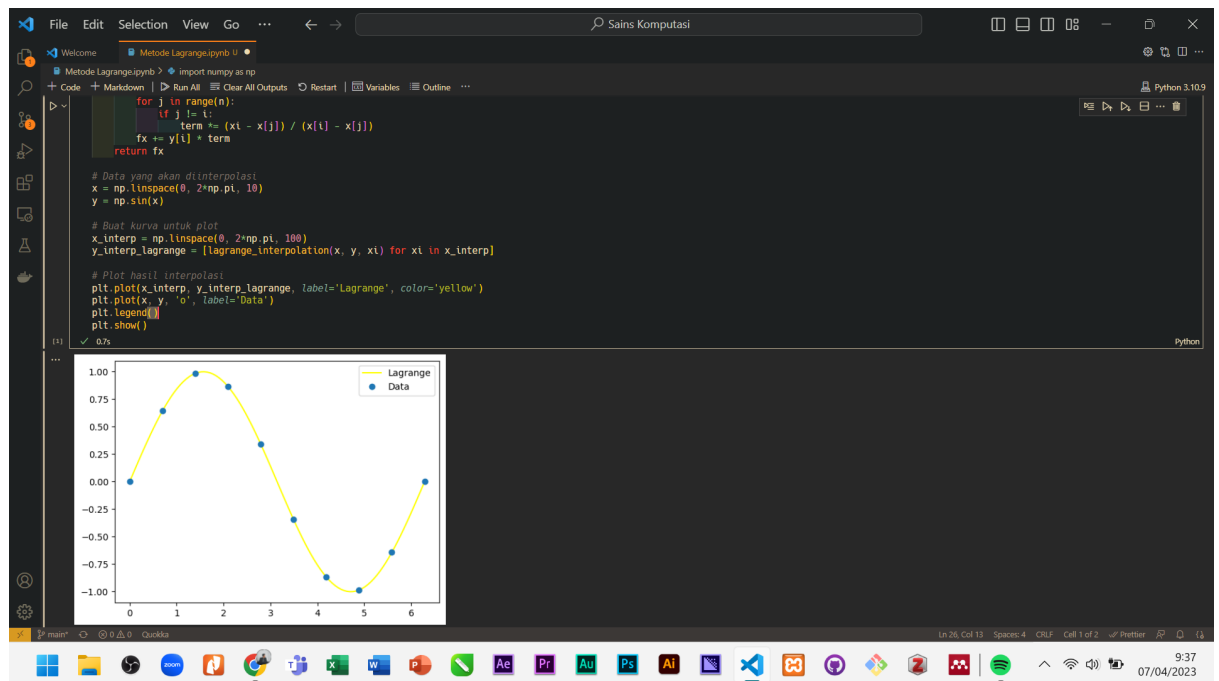 File Edit Selection View Go ··· Sains Komputasi
Welcome Metode Lagrange.ipynb U
Metode Lagrange.ipynb > import numpy as np
+ Code + Markdown | Run All Clear All Outputs Restart | Variables Outline ··· Python 3.10.9
for j in range(n):
if j != i:
term *= (xi - x[j]) / (x[i] - x[j])
fx += y[i] * term
return fx
# Data yang akan diinterpolasi
x = np.linspace(0, 2*np.pi, 10)
y = np.sin(x)
# Buat kurva untuk plot
x_interp = np.linspace(0, 2*np.pi, 100)
y_interp_lagrange = [lagrange_interpolation(x, y, xi) for xi in x_interp]
# Plot hasil interpolasi
plt.plot(x_interp, y_interp_lagrange, label='Lagrange', color='yellow')
plt.plot(x, y, 'o', label='Data')
plt.legend()
plt.show()
[1] ✓ 0.7s Python
Lagrange
Data
1.00
0.75
0.50
0.25
0.00
−0.25
−0.50
−0.75
−1.00
0 1 2 3 4 5 6
main* 0 0 Quokka Ln 26, Col 13 Spaces: 4 CRLF Cell 1 of 2 Prettier
zoom Ae Pr Au Ps Ai
9:37
07/04/2023